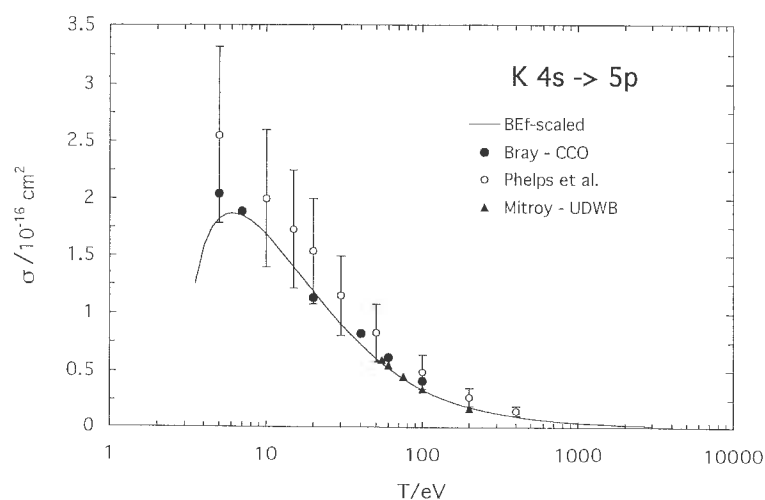 3.5
3
2.5
2
1.5
1
0.5
0
σ /10⁻¹⁶ cm²
K 4s -> 5p
BEf-scaled
Bray - CCO
Phelps et al.
Mitroy - UDWB
1 10 100 1000 10000
T/eV